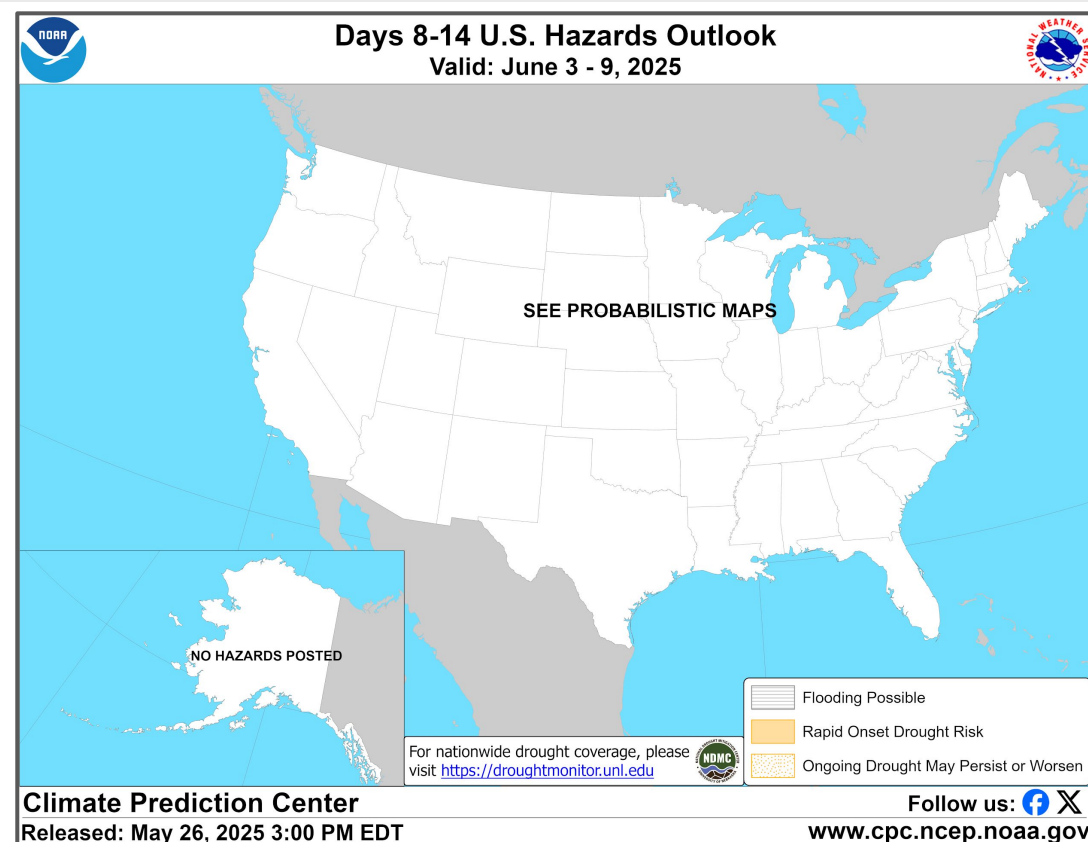 NOAA
Days 8-14 U.S. Hazards Outlook
Valid: June 3 - 9, 2025
NATIONAL WEATHER SERVICE
SEE PROBABILISTIC MAPS
NO HAZARDS POSTED
Flooding Possible
Rapid Onset Drought Risk
Ongoing Drought May Persist or Worsen
For nationwide drought coverage, please
visit https://droughtmonitor.unl.edu
NDMC
Climate Prediction Center
Released: May 26, 2025 3:00 PM EDT
Follow us:
www.cpc.ncep.noaa.gov